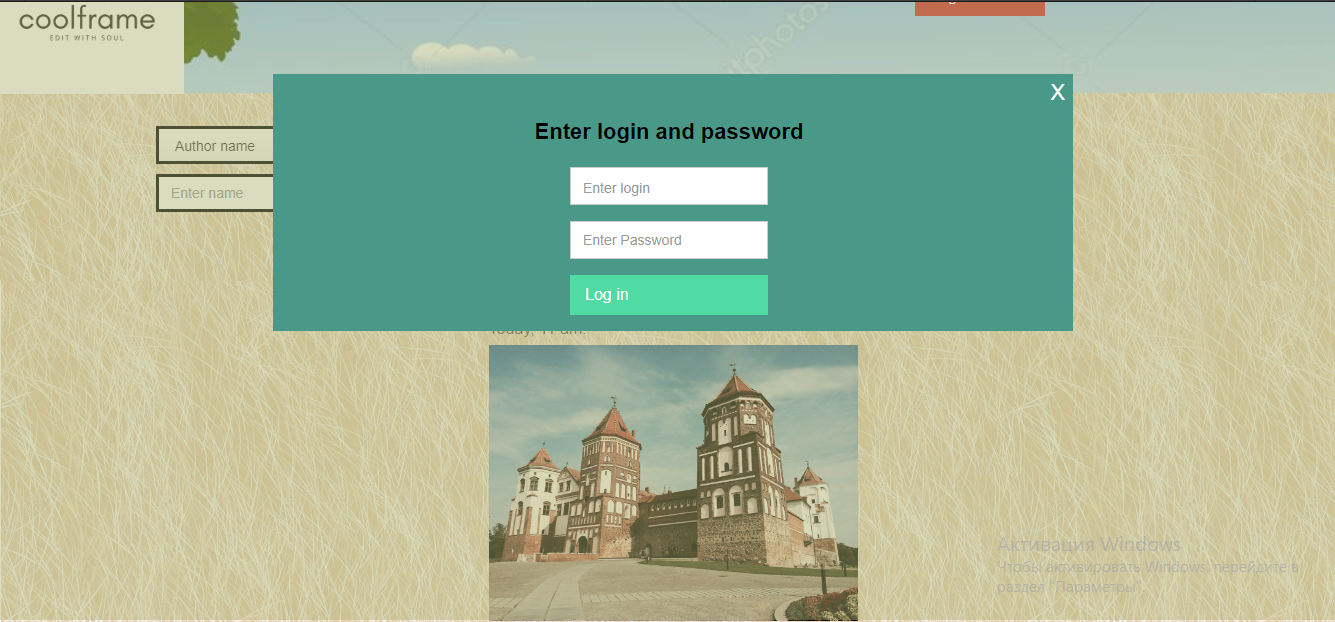 coolframe
EDIT WITH SOUL
X
Enter login and password
Author name
Enter login
Enter name
Enter Password
Log in
Today, 11 am.
Активация Windows
Чтобы активировать Windows, перейдите в
раздел "Параметры".